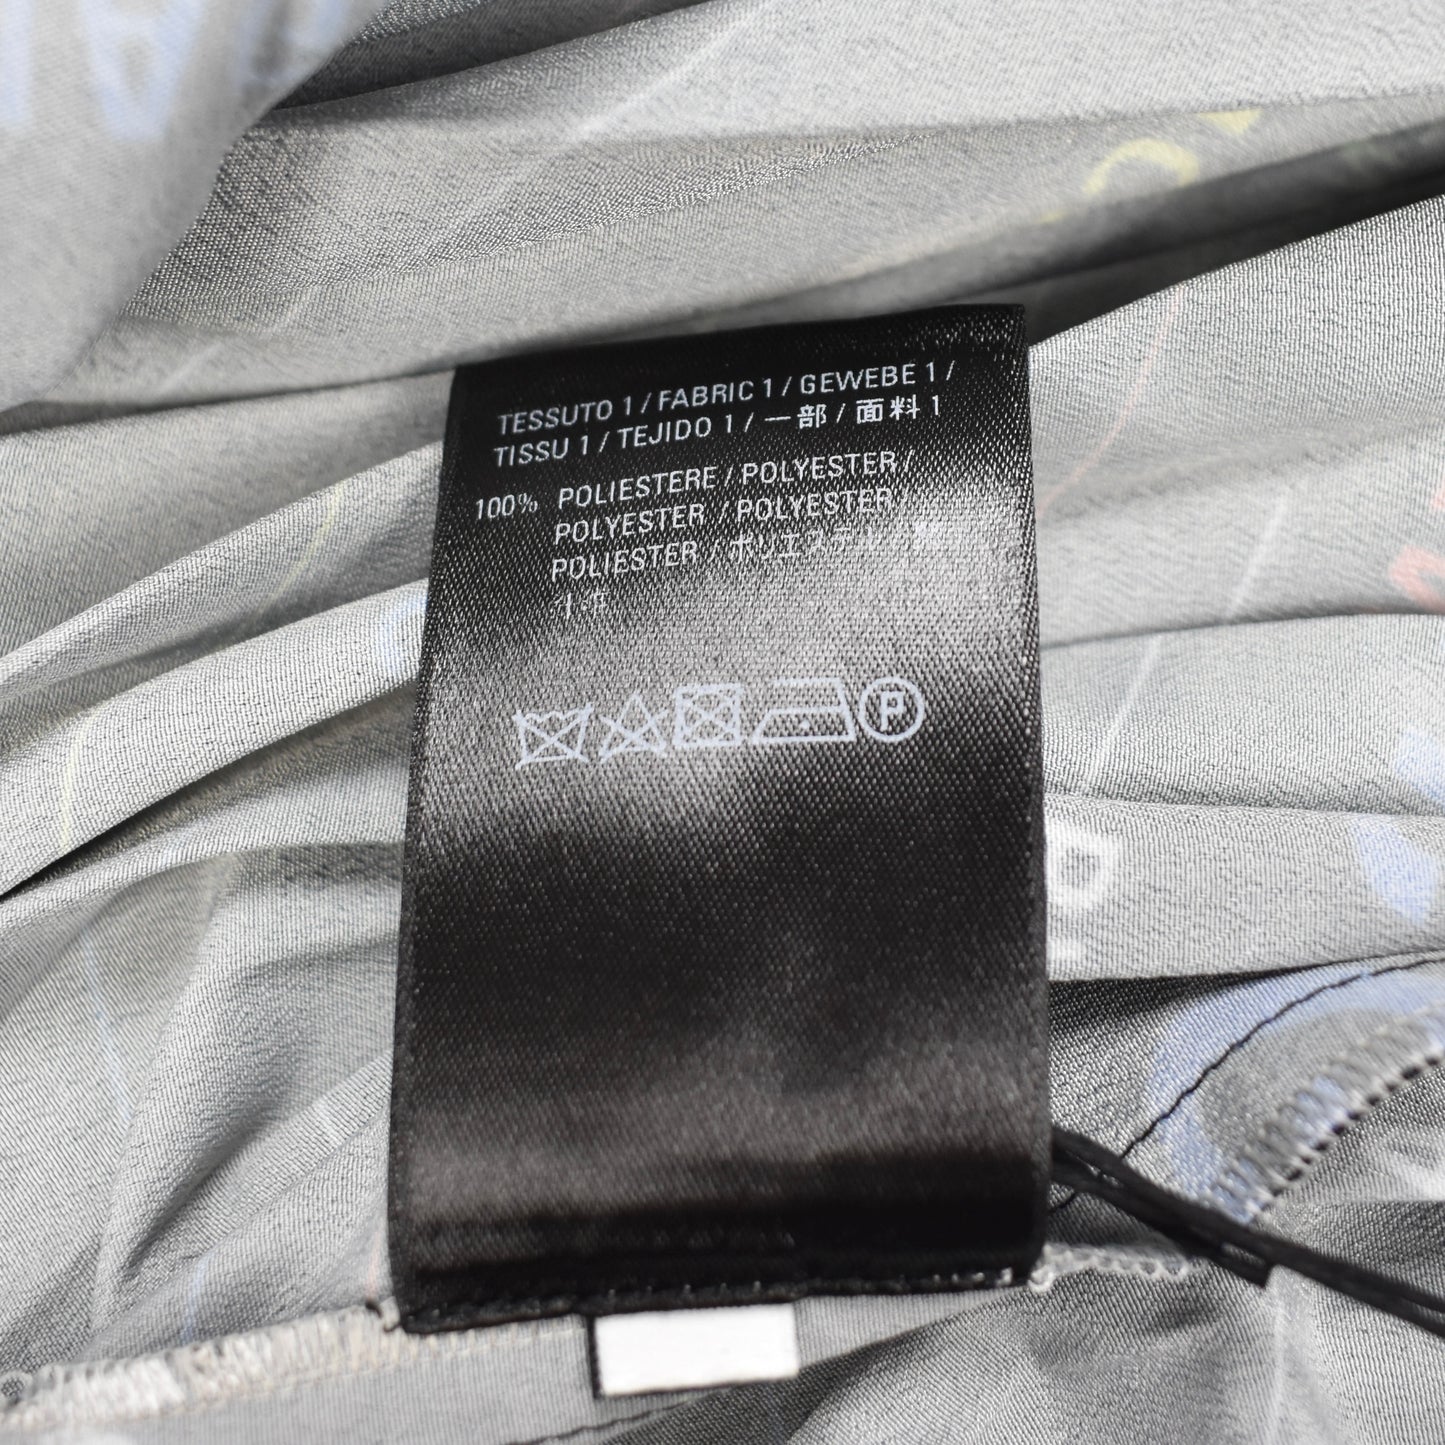 TESSUTO 1 / FABRIC 1 / GEWEBE 1 /
TISSU 1 / TEJIDO 1 / 一部 / 面料 1
100% POLIESTERE / POLYESTER /
POLYESTER / POLYESTER /
POLIESTER / ポリエステル /
P